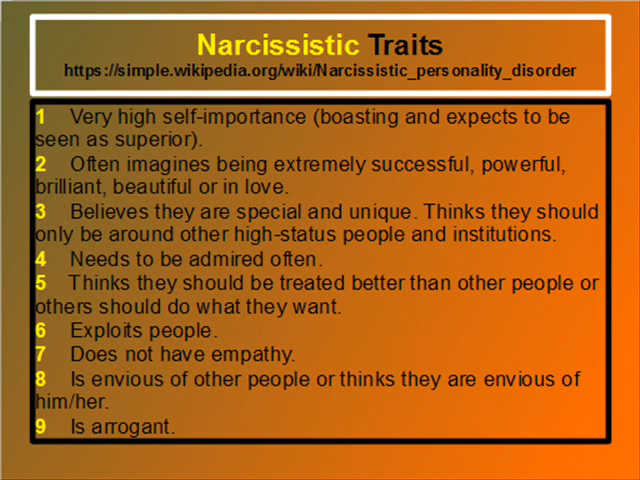 Narcissistic Traits
https://simple.wikipedia.org/wiki/Narcissistic_personality_disorder
1 Very high self-importance (boasting and expects to be
seen as superior).
2 Often imagines being extremely successful, powerful,
brilliant, beautiful or in love.
3 Believes they are special and unique. Thinks they should
only be around other high-status people and institutions.
4 Needs to be admired often.
5 Thinks they should be treated better than other people or
others should do what they want.
6 Exploits people.
7 Does not have empathy.
8 Is envious of other people or thinks they are envious of
him/her.
9 Is arrogant.